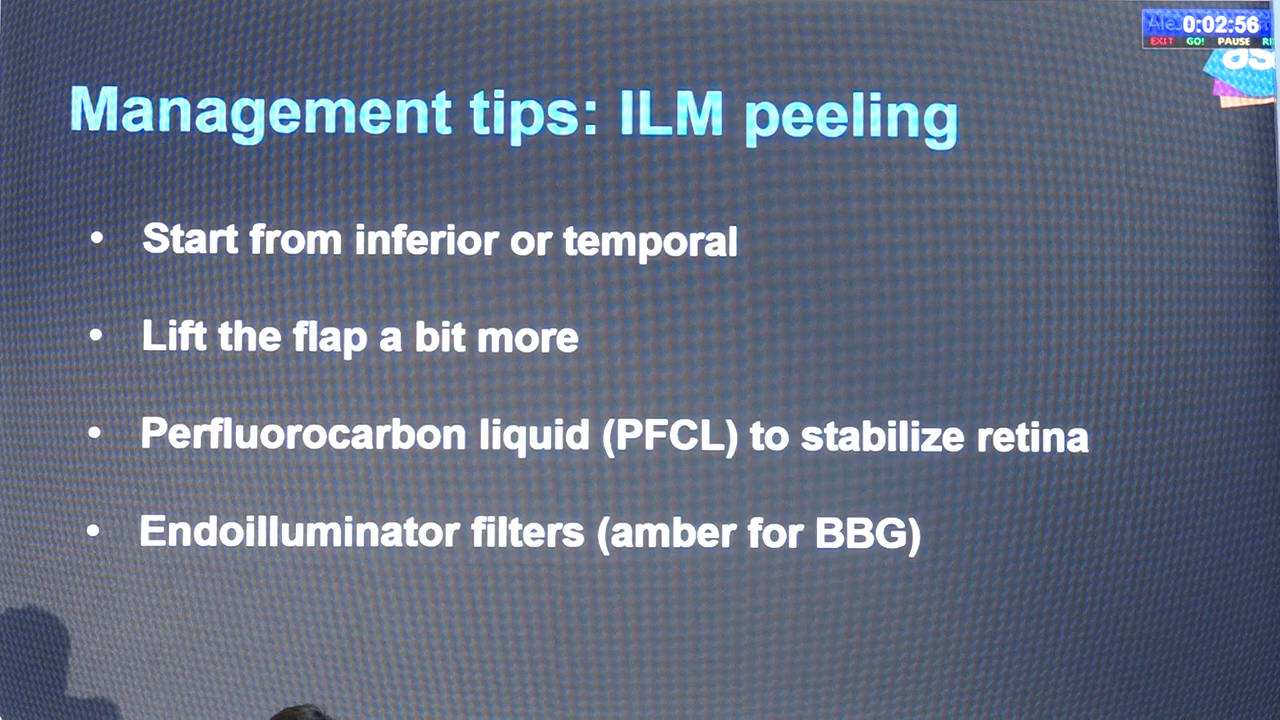 0:02:56
EXIT GO! PAUSE
as
Management tips: ILM peeling
• Start from inferior or temporal
• Lift the flap a bit more
• Perfluorocarbon liquid (PFCL) to stabilize retina
• Endoilluminator filters (amber for BBG)